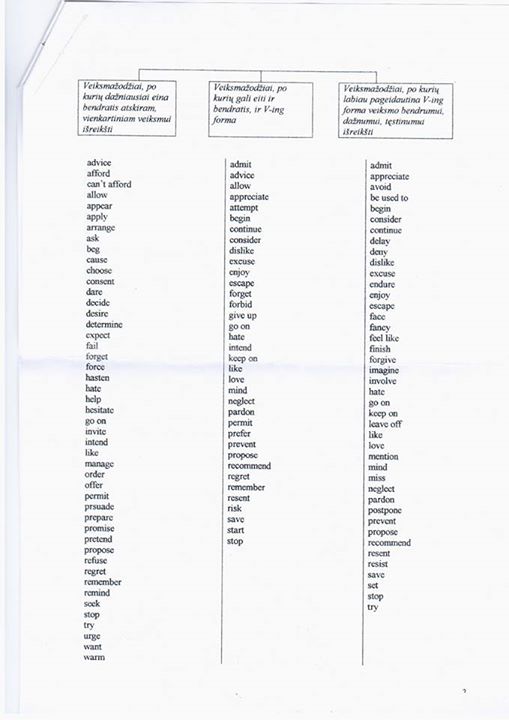 Veiksmažodžiai, po
kurių dažniausiai eina
bendratis atskiram,
vienkartiniam veiksmui
išreikšti
Veiksmažodžiai, po
kurių gali eiti ir
bendratis, ir V-ing
forma
Veiksmažodžiai, po kurių
labiau pageidautina V-ing
forma veiksmo bendrumui,
dažnumui, tęstinumui
išreikšti
advice
afford
can't afford
allow
appear
apply
arrange
ask
beg
cause
choose
consent
dare
decide
desire
determine
expect
fail
forget
force
hasten
hate
help
hesitate
go on
invite
intend
like
manage
order
offer
permit
prsuade
prepare
promise
pretend
propose
refuse
regret
remember
remind
seek
stop
try
urge
want
warm
admit
advice
allow
appreciate
attempt
begin
continue
consider
dislike
excuse
enjoy
escape
forget
forbid
give up
go on
hate
intend
keep on
like
love
mind
neglect
pardon
permit
prefer
prevent
propose
recommend
regret
remember
resent
risk
save
start
stop
admit
appreciate
avoid
be used to
begin
consider
continue
delay
deny
dislike
excuse
endure
enjoy
escape
face
fancy
feel like
finish
forgive
imagine
involve
hate
go on
keep on
leave off
like
love
mention
mind
miss
neglect
pardon
postpone
prevent
propose
recommend
resent
resist
save
set
stop
try